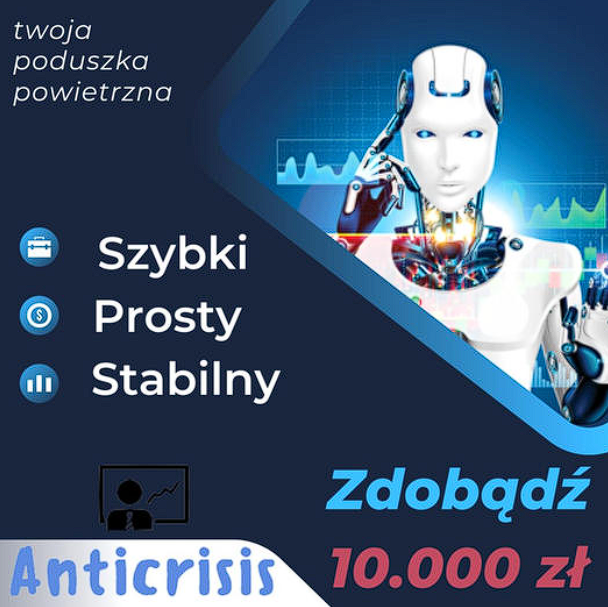 twoja
poduszka
powietrzna
Szybki
Prosty
Stabilny
Zdobądź
10.000 zł
Anticrisis